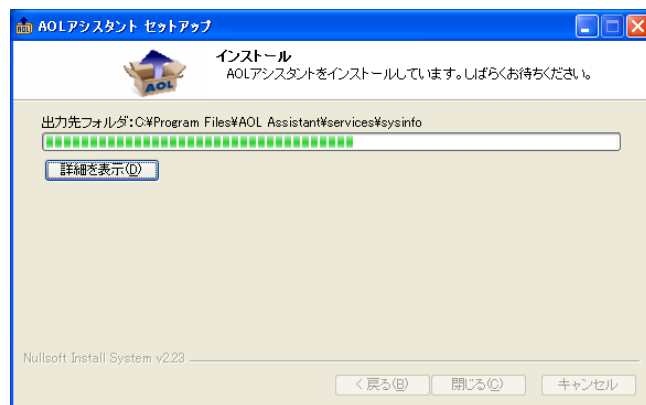 AOLアシスタント セットアップ
インストール
AOLアシスタントをインストールしています。しばらくお待ちください。
AOL
出力先フォルダ:C:¥Program Files¥AOL Assistant¥services¥sysinfo
詳細を表示(D)
Nullsoft Install System v2.23
< 戻る(B) 閉じる(C) キャンセル